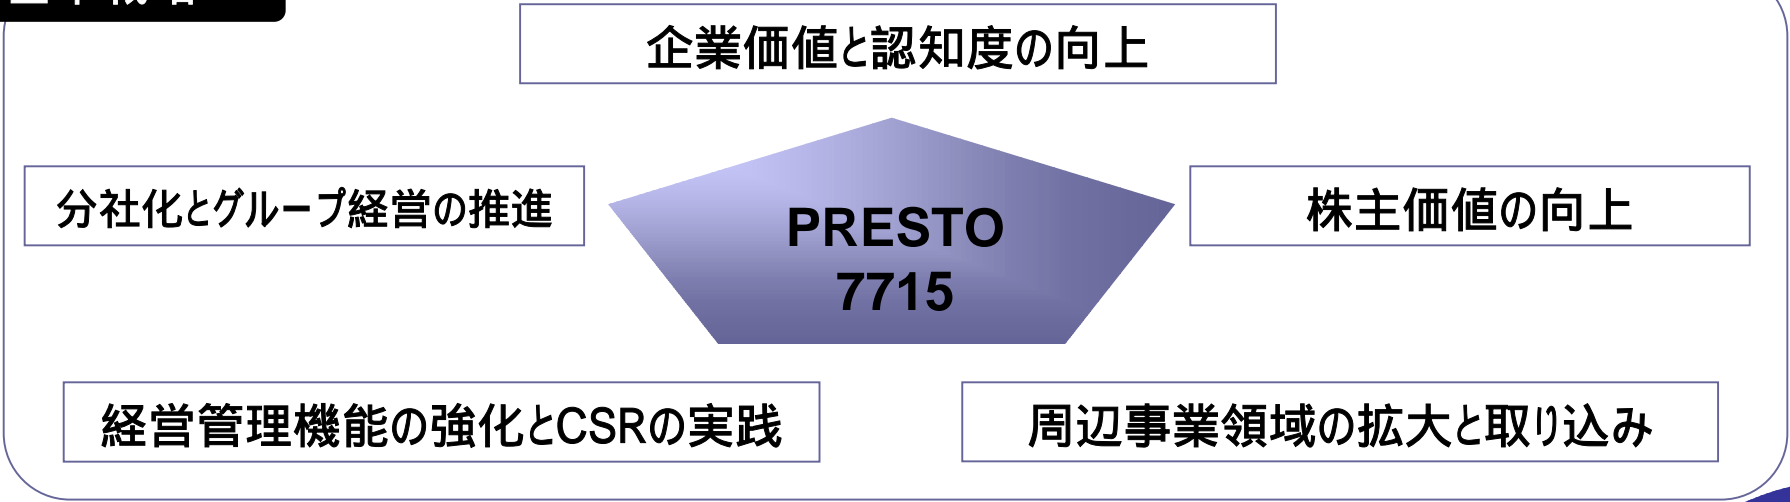 企業価値と認知度の向上
分社化とグループ経営の推進
株主価値の向上
PRESTO
7715
経営管理機能の強化とCSRの実践
周辺事業領域の拡大と取り込み